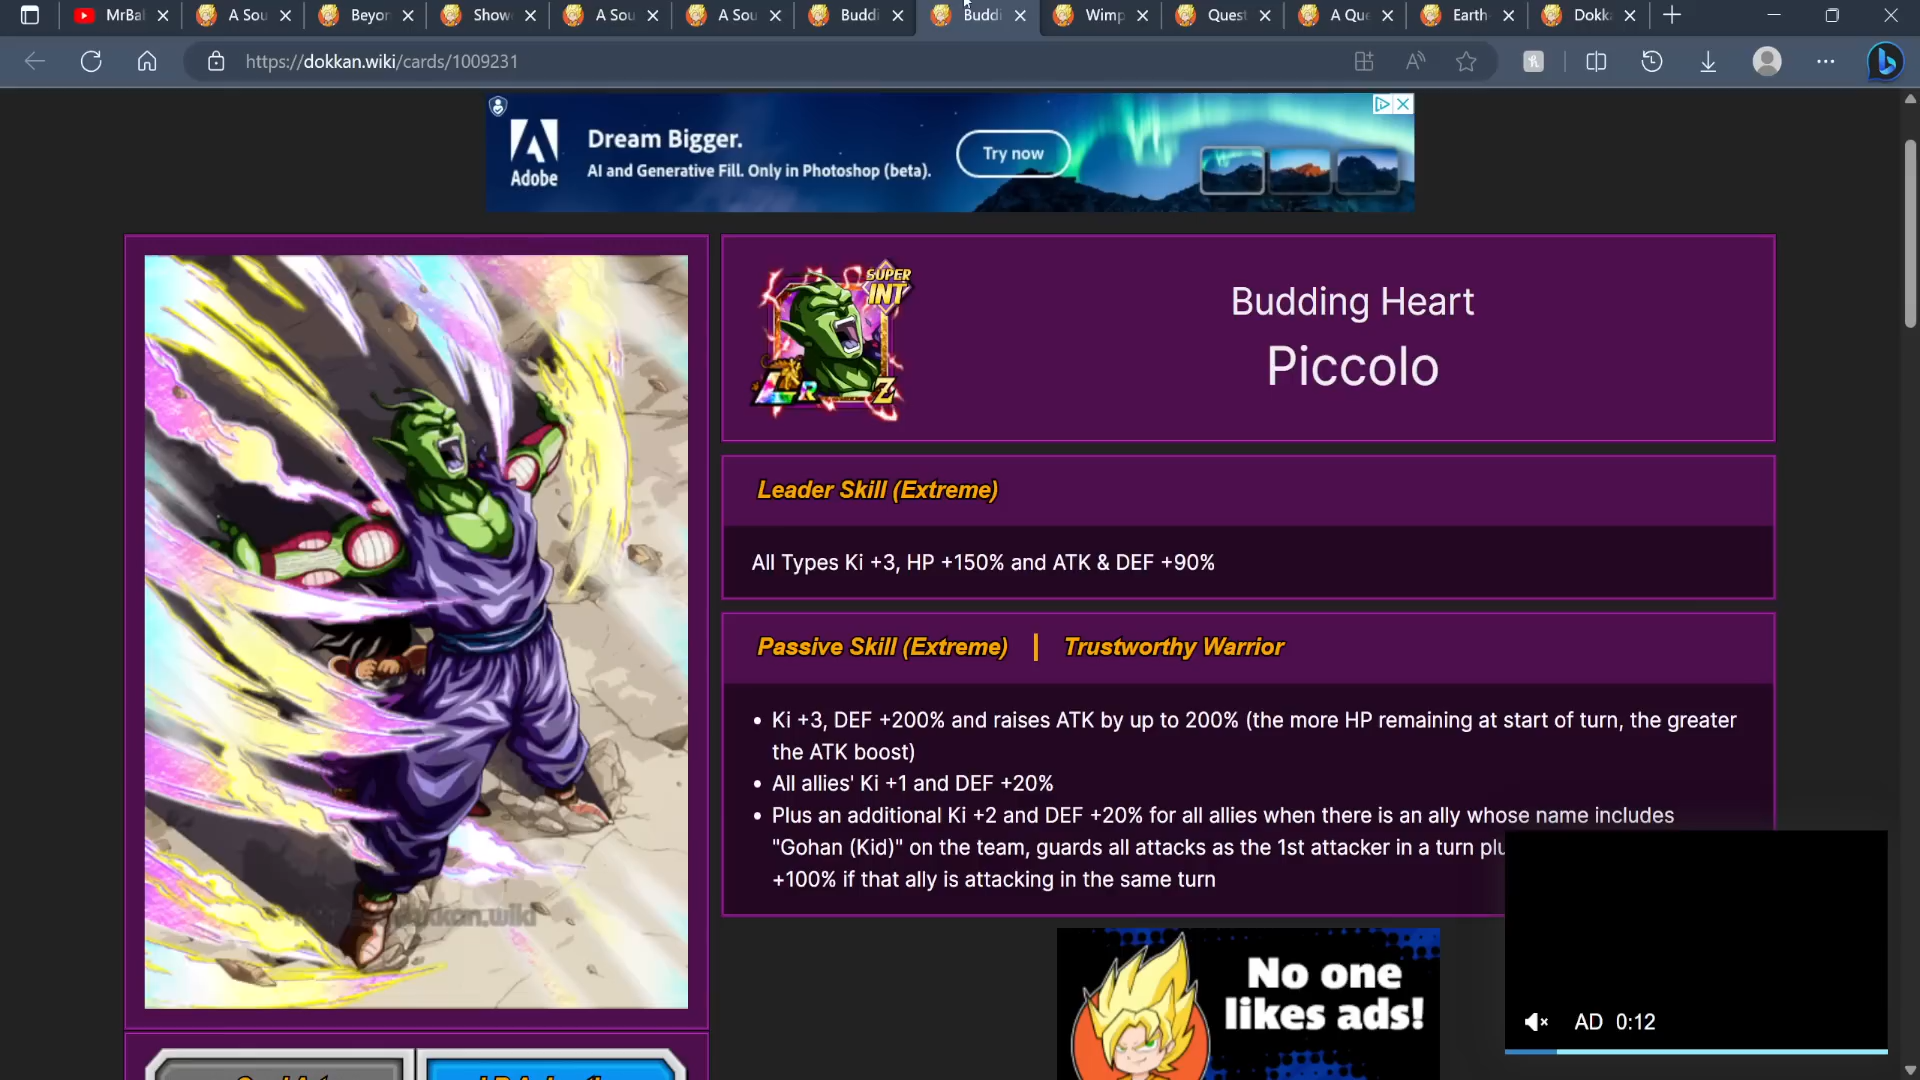 MrBa
A Sou
Beyon
Show
A Sou
A Sou
Buddi
Buddi
Wimp
Quest
A Que
Earth
Dokk
https://dokkan.wiki/cards/1009231
Adobe
Dream Bigger.
AI and Generative Fill. Only in Photoshop (beta).
Try now
SUPER
INT
LR
Z
Budding Heart
Piccolo
Leader Skill (Extreme)
All Types Ki +3, HP +150% and ATK & DEF +90%
Passive Skill (Extreme) | Trustworthy Warrior
• Ki +3, DEF +200% and raises ATK by up to 200% (the more HP remaining at start of turn, the greater
the ATK boost)
• All allies' Ki +1 and DEF +20%
• Plus an additional Ki +2 and DEF +20% for all allies when there is an ally whose name includes
"Gohan (Kid)" on the team, guards all attacks as the 1st attacker in a turn plu
+100% if that ally is attacking in the same turn
No one
likes ads!
AD 0:12